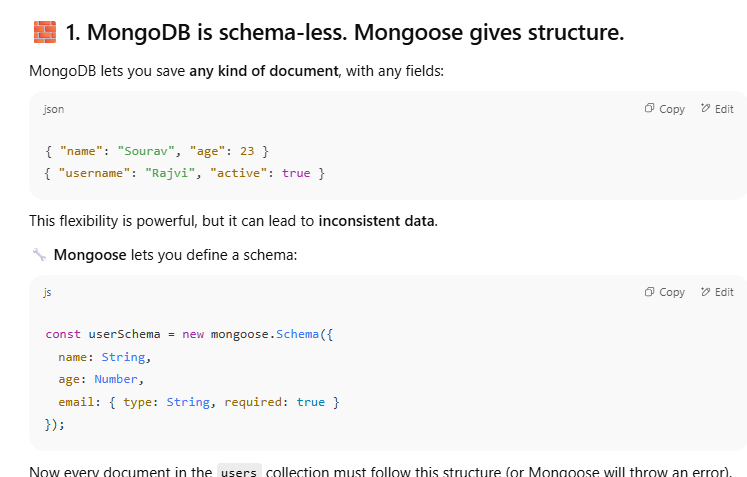 🧱 1. MongoDB is schema-less. Mongoose gives structure.
MongoDB lets you save any kind of document, with any fields:
json Copy Edit
{ "name": "Sourav", "age": 23 }
{ "username": "Rajvi", "active": true }
This flexibility is powerful, but it can lead to inconsistent data.
🔧 Mongoose lets you define a schema:
js Copy Edit
const userSchema = new mongoose.Schema({
  name: String,
  age: Number,
  email: { type: String, required: true }
});
Now every document in the users collection must follow this structure (or Mongoose will throw an error).